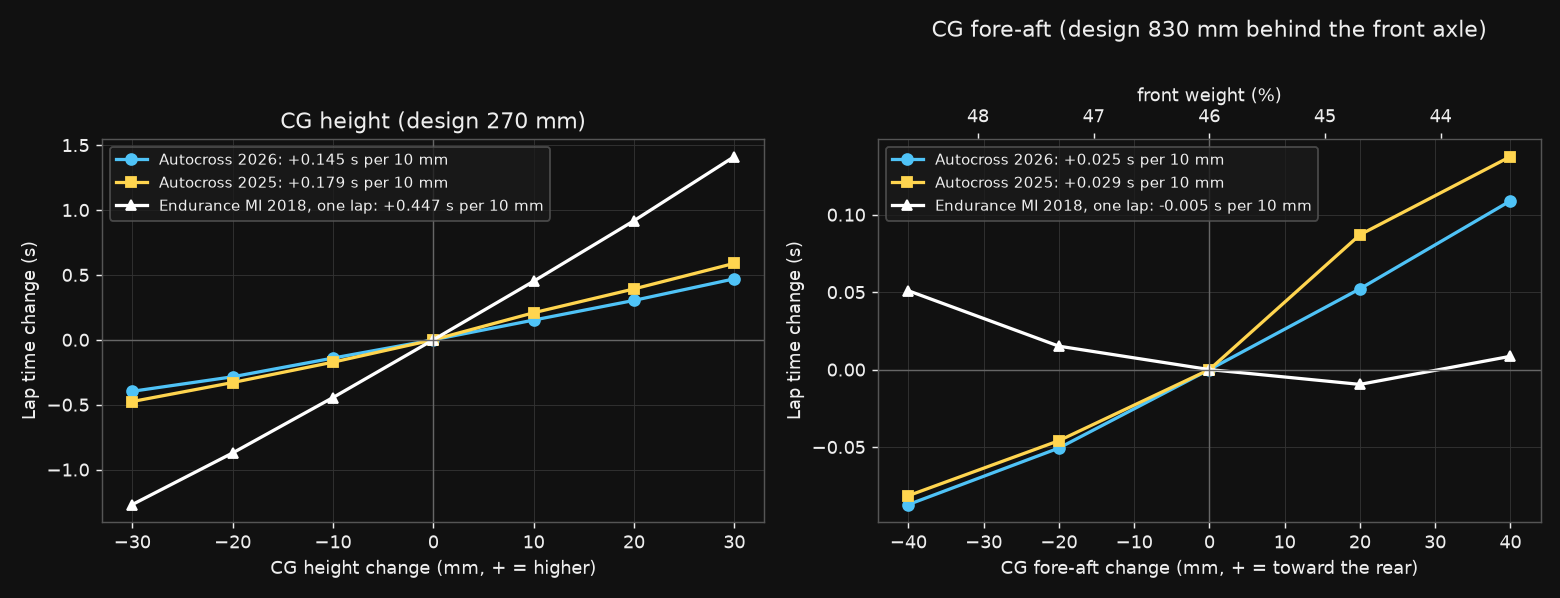 CG fore-aft (design 830 mm behind the front axle)
CG height (design 270 mm)
1.5
1.0
0.5
0.0
−0.5
−1.0
Lap time change (s)
Autocross 2026: +0.145 s per 10 mm
Autocross 2025: +0.179 s per 10 mm
Endurance MI 2018, one lap: +0.447 s per 10 mm
−30 −20 −10 0 10 20 30
CG height change (mm, + = higher)
front weight (%)
48 47 46 45 44
0.10
0.05
0.00
−0.05
Lap time change (s)
Autocross 2026: +0.025 s per 10 mm
Autocross 2025: +0.029 s per 10 mm
Endurance MI 2018, one lap: -0.005 s per 10 mm
−40 −30 −20 −10 0 10 20 30 40
CG fore-aft change (mm, + = toward the rear)